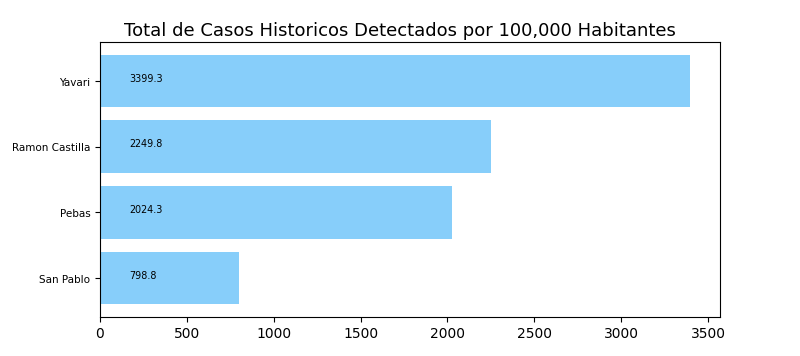 Total de Casos Historicos Detectados por 100,000 Habitantes
Yavari 3399.3
Ramon Castilla 2249.8
Pebas 2024.3
San Pablo 798.8
0 500 1000 1500 2000 2500 3000 3500